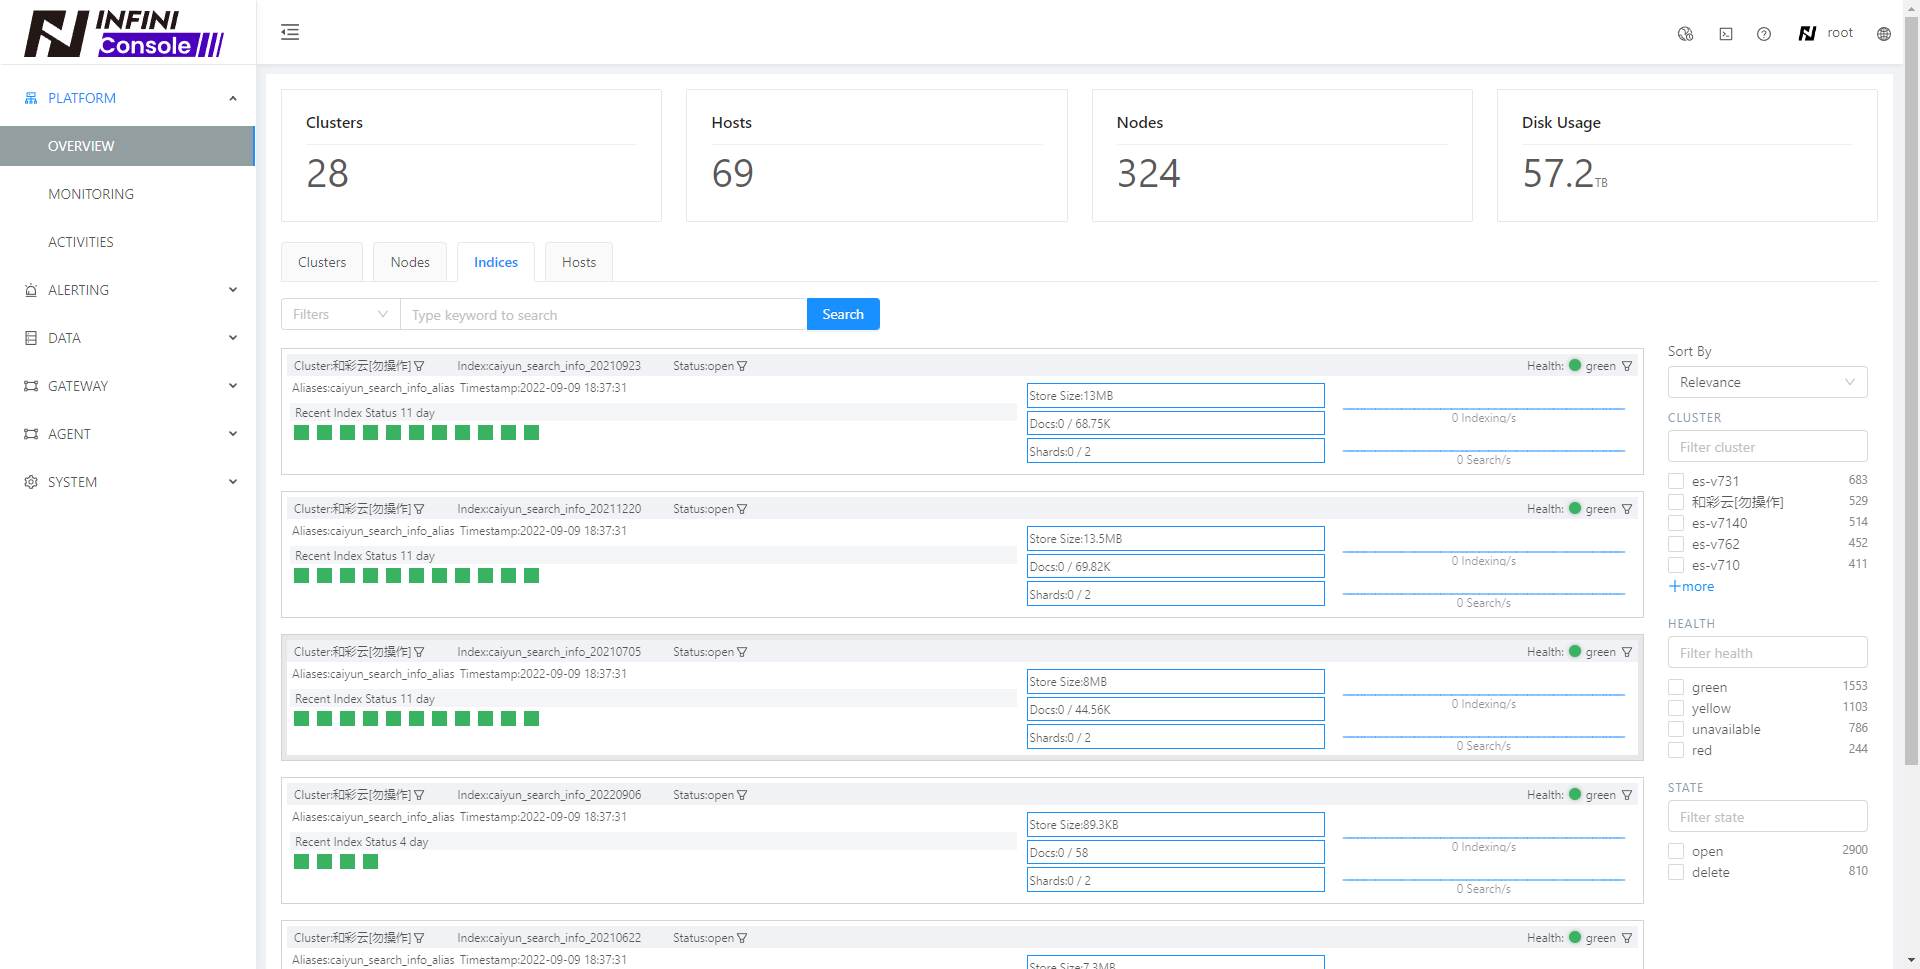 INFINI
Console
root
PLATFORM
OVERVIEW
MONITORING
ACTIVITIES
ALERTING
DATA
GATEWAY
AGENT
SYSTEM
Clusters
28
Hosts
69
Nodes
324
Disk Usage
57.2TB
Clusters Nodes Indices Hosts
Filters Type keyword to search Search
Cluster:和彩云[勿操作] Index:caiyun_search_info_20210923 Status:open Health: green
Aliases:caiyun_search_info_alias Timestamp:2022-09-09 18:37:31
Recent Index Status 11 day
Store Size:13MB
Docs:0 / 68.75K
Shards:0 / 2
0 Indexing/s
0 Search/s
Cluster:和彩云[勿操作] Index:caiyun_search_info_20211220 Status:open Health: green
Aliases:caiyun_search_info_alias Timestamp:2022-09-09 18:37:31
Recent Index Status 11 day
Store Size:13.5MB
Docs:0 / 69.82K
Shards:0 / 2
0 Indexing/s
0 Search/s
Cluster:和彩云[勿操作] Index:caiyun_search_info_20210705 Status:open Health: green
Aliases:caiyun_search_info_alias Timestamp:2022-09-09 18:37:31
Recent Index Status 11 day
Store Size:8MB
Docs:0 / 44.56K
Shards:0 / 2
0 Indexing/s
0 Search/s
Cluster:和彩云[勿操作] Index:caiyun_search_info_20220906 Status:open Health: green
Aliases:caiyun_search_info_alias Timestamp:2022-09-09 18:37:31
Recent Index Status 4 day
Store Size:89.3KB
Docs:0 / 58
Shards:0 / 2
0 Indexing/s
0 Search/s
Cluster:和彩云[勿操作] Index:caiyun_search_info_20210622 Status:open Health: green
Aliases:caiyun_search_info_alias Timestamp:2022-09-09 18:37:31
Store Size:7.3MB
Sort By
Relevance
CLUSTER
Filter cluster
es-v731 683
和彩云[勿操作] 529
es-v7140 514
es-v762 452
es-v710 411
+more
HEALTH
Filter health
green 1553
yellow 1103
unavailable 786
red 244
STATE
Filter state
open 2900
delete 810